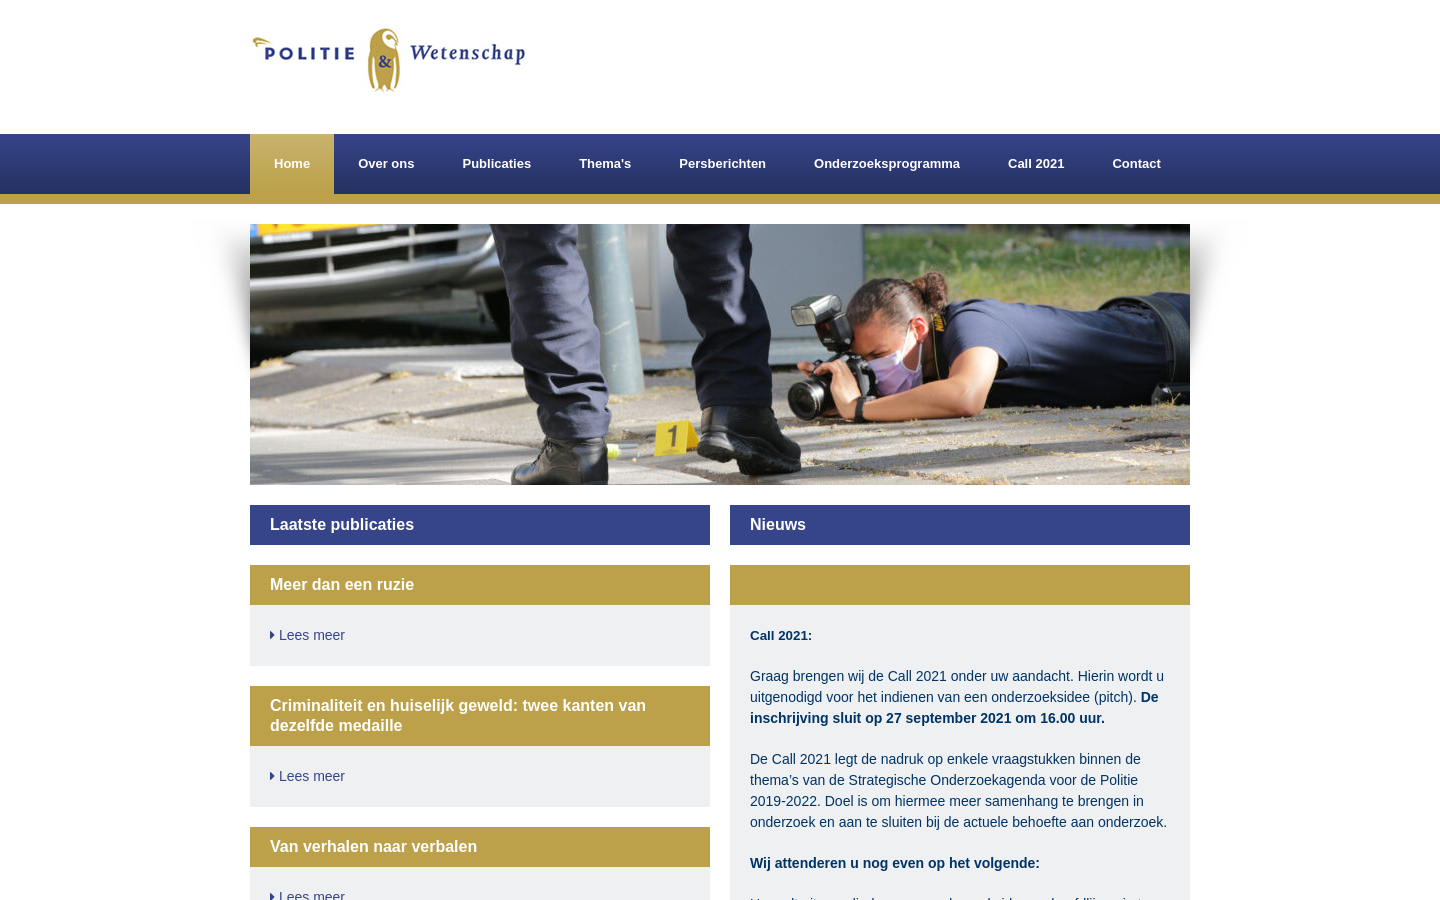 POLITIE & Wetenschap
Home Over ons Publicaties Thema's Persberichten Onderzoeksprogramma Call 2021 Contact
1
Laatste publicaties
Meer dan een ruzie
Lees meer
Criminaliteit en huiselijk geweld: twee kanten van
dezelfde medaille
Lees meer
Van verhalen naar verbalen
Lees meer
Nieuws
Call 2021:
Graag brengen wij de Call 2021 onder uw aandacht. Hierin wordt u
uitgenodigd voor het indienen van een onderzoeksidee (pitch). De
inschrijving sluit op 27 september 2021 om 16.00 uur.
De Call 2021 legt de nadruk op enkele vraagstukken binnen de
thema’s van de Strategische Onderzoekagenda voor de Politie
2019-2022. Doel is om hiermee meer samenhang te brengen in
onderzoek en aan te sluiten bij de actuele behoefte aan onderzoek.
Wij attenderen u nog even op het volgende: